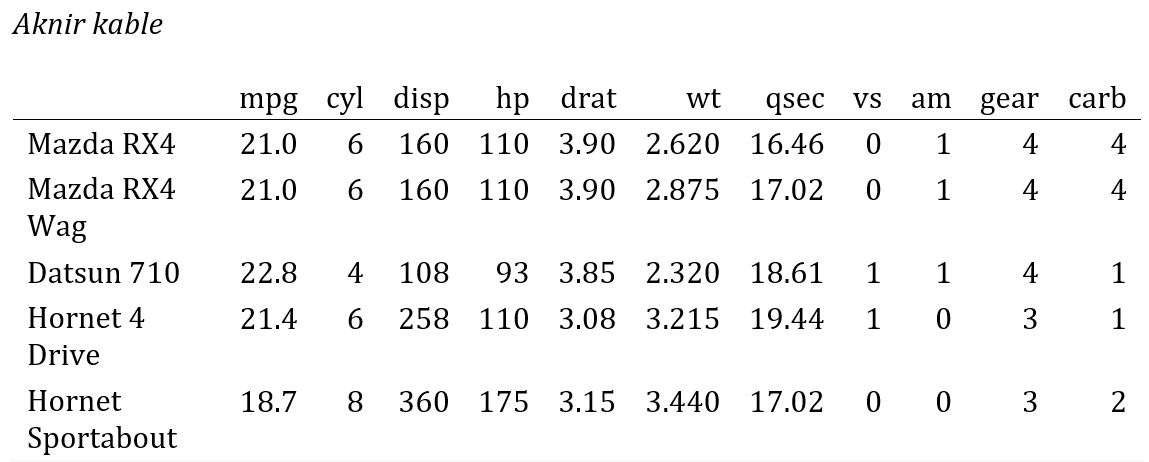 Aknir kable
mpg cyl disp hp drat wt qsec vs am gear carb
Mazda RX4 21.0 6 160 110 3.90 2.620 16.46 0 1 4 4
Mazda RX4 21.0 6 160 110 3.90 2.875 17.02 0 1 4 4
Wag
Datsun 710 22.8 4 108 93 3.85 2.320 18.61 1 1 4 1
Hornet 4 21.4 6 258 110 3.08 3.215 19.44 1 0 3 1
Drive
Hornet 18.7 8 360 175 3.15 3.440 17.02 0 0 3 2
Sportabout